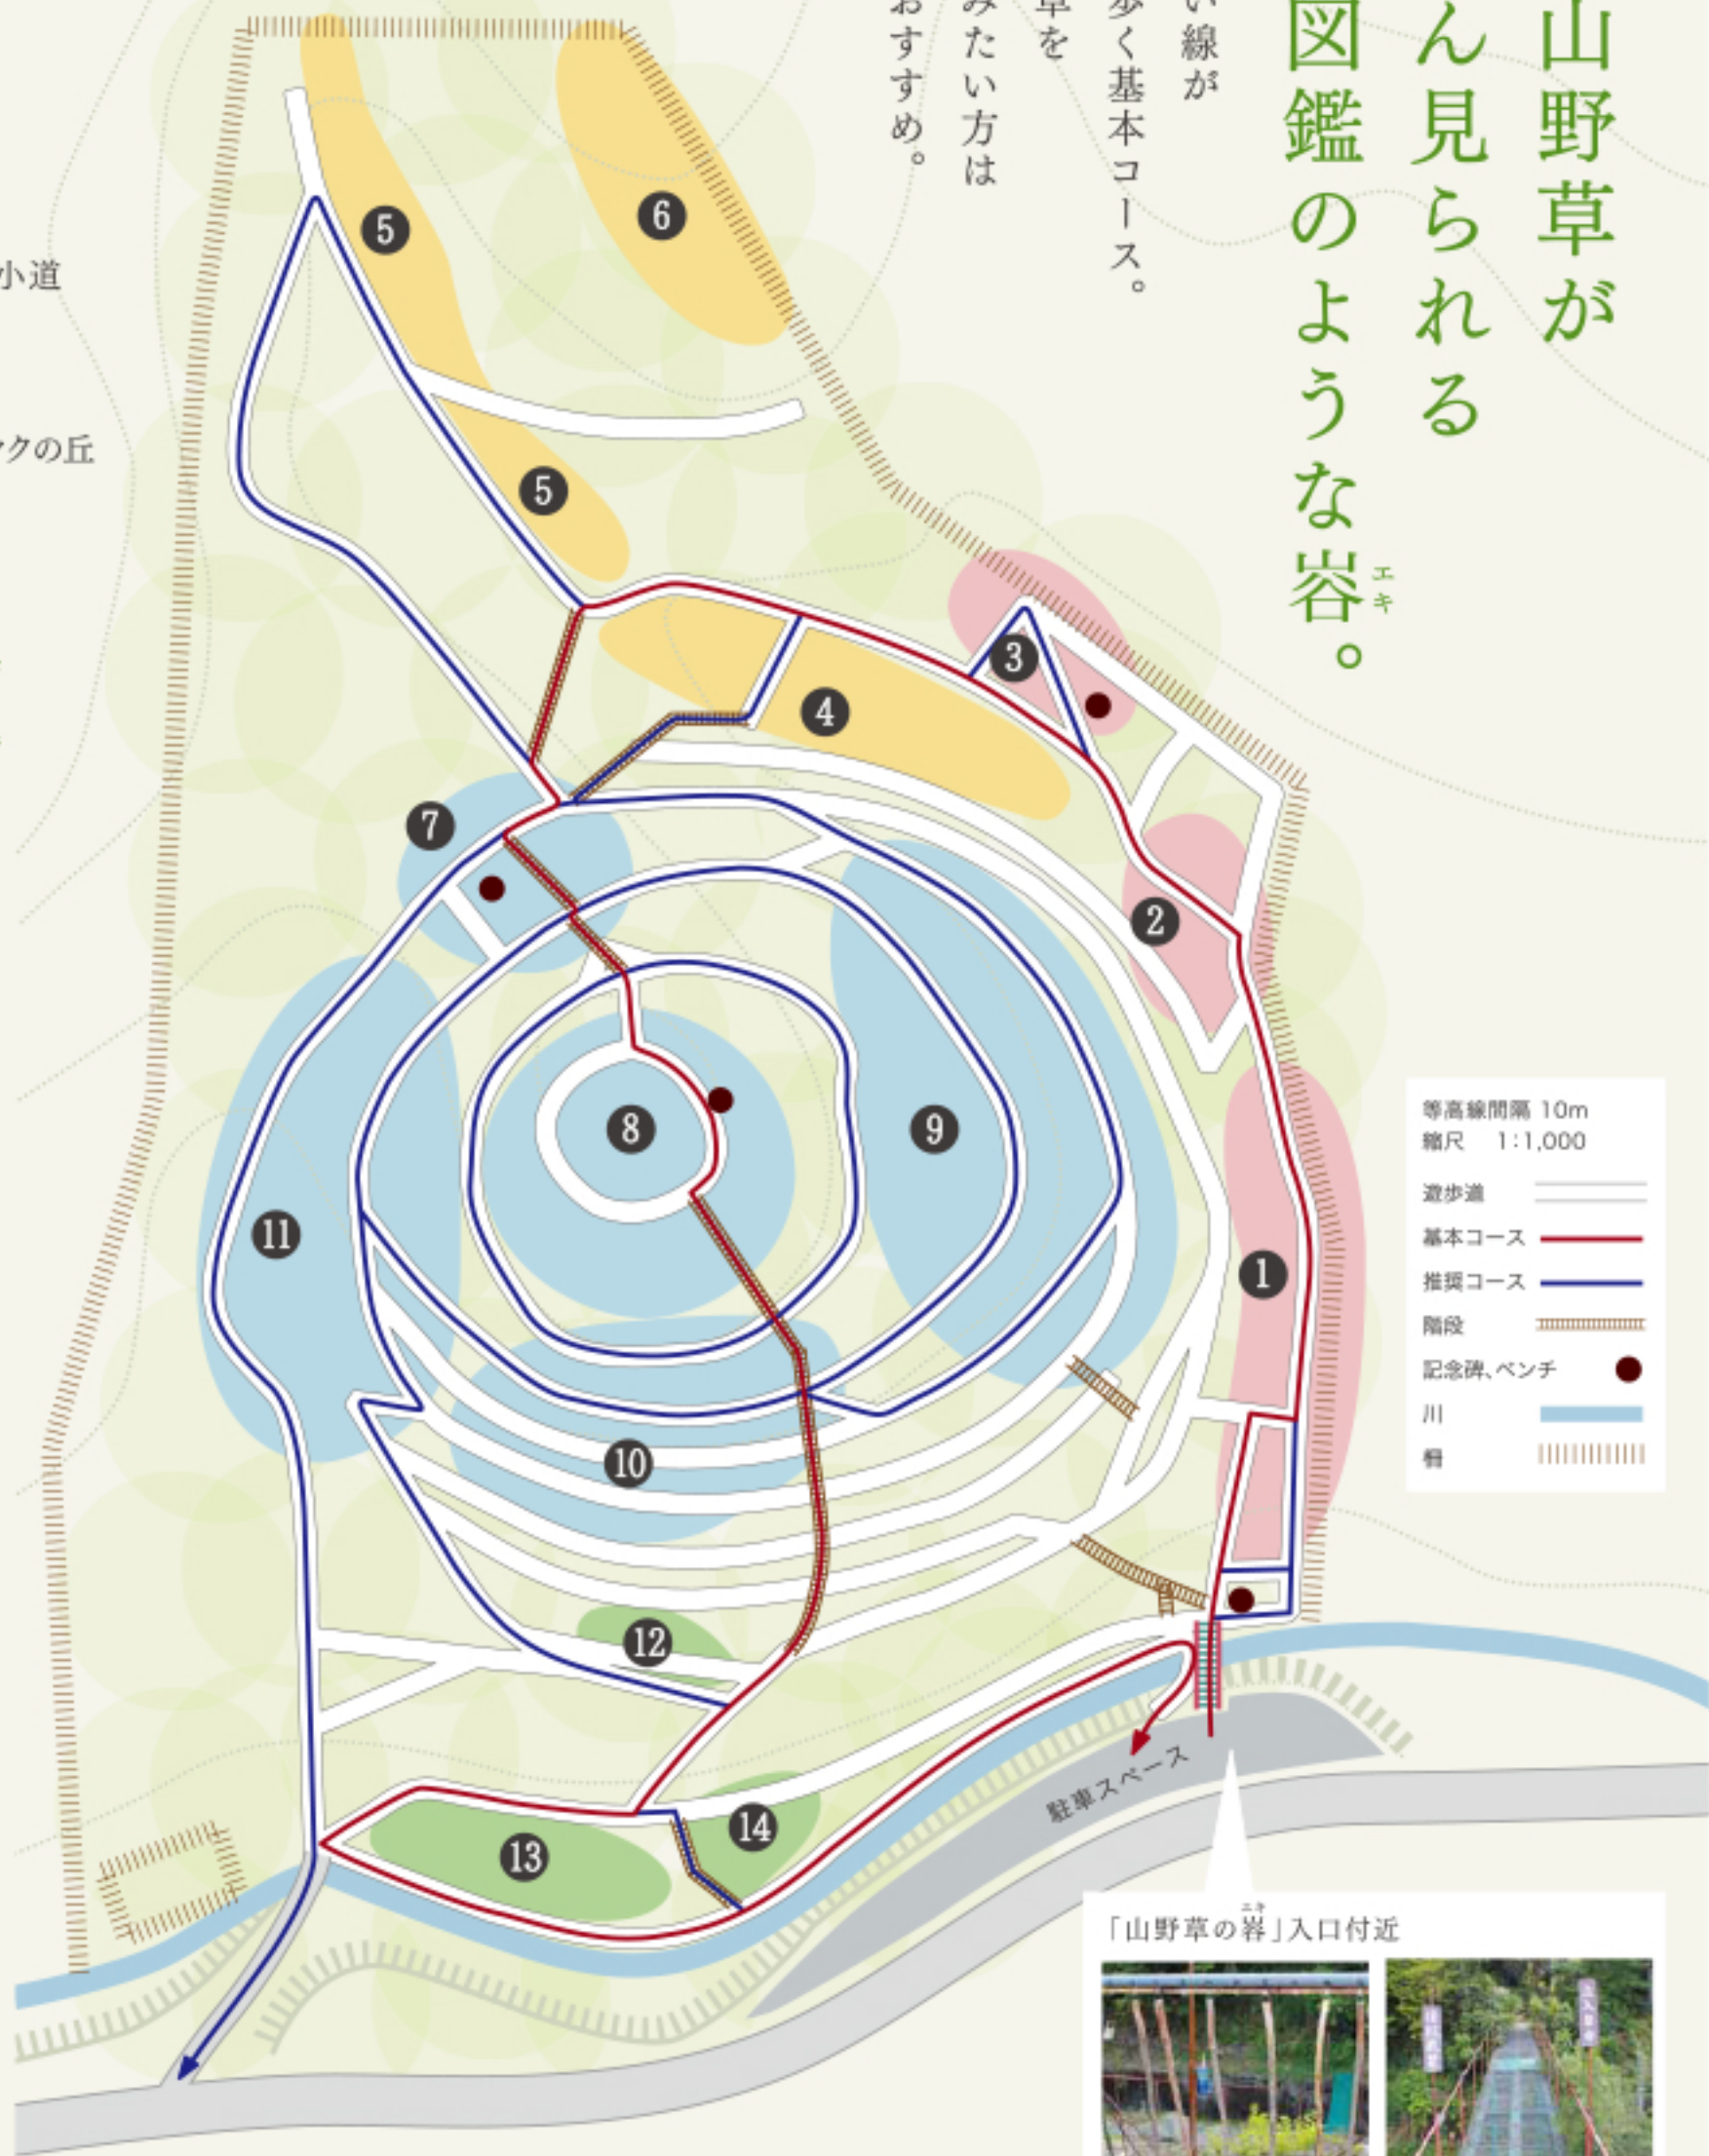 山野草が
ん見られる
図鑑のような峪。
エキ
い線が
歩く基本コース。
草を
みたい方は
おすすめ。
小道
クの丘
5
6
5
3
4
7
2
8
9
11
1
10
12
13
14
等高線間隔 10m
縮尺 1:1,000
遊歩道
基本コース
推奨コース
階段
記念碑、ベンチ
川
柵
駐車スペース
エキ
「山野草の峪」入口付近